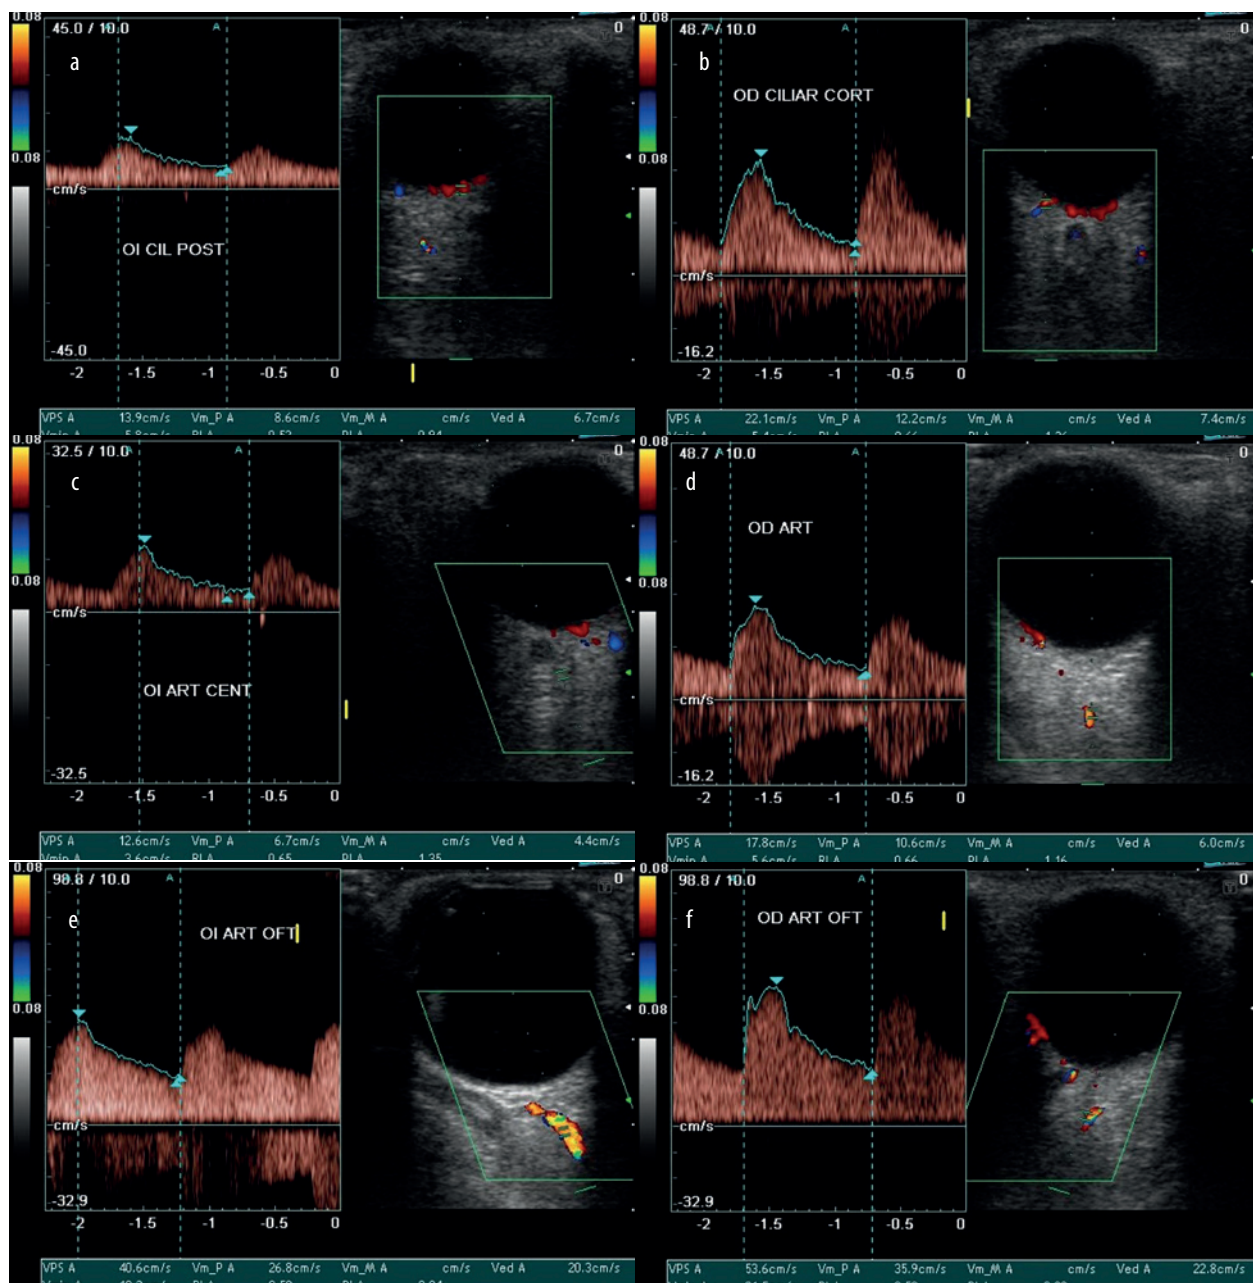 0.08
45.0 / 10.0
A
A
0
a
0.08
cm/s
OI CIL POST
-45.0
-2 -1.5 -1 -0.5 0
VPS A 13.9cm/s Vm_P A 8.6cm/s Vm_M A cm/s Ved A 6.7cm/s
0.08
48.7 / 10.0
A
A
0
b
OD CILIAR CORT
0.08
cm/s
-16.2
-2 -1.5 -1 -0.5 0
VPS A 22.1cm/s Vm_P A 12.2cm/s Vm_M A cm/s Ved A 7.4cm/s
0.08
32.5 / 10.0
A
A
0
c
0.08
cm/s
OI ART CENT
-32.5
-2 -1.5 -1 -0.5 0
VPS A 12.6cm/s Vm_P A 6.7cm/s Vm_M A cm/s Ved A 4.4cm/s
0.08
48.7 / 10.0
A
A
0
d
OD ART
0.08
cm/s
-16.2
-2 -1.5 -1 -0.5 0
VPS A 17.8cm/s Vm_P A 10.6cm/s Vm_M A cm/s Ved A 6.0cm/s
0.08
98.8 / 10.0
A
A
0
e
OI ART OFT
0.08
cm/s
-32.9
-2 -1.5 -1 -0.5 0
VPS A 40.6cm/s Vm_P A 26.8cm/s Vm_M A cm/s Ved A 20.3cm/s
0.08
98.8 / 10.0
A
A
0
f
OD ART OFT
0.08
cm/s
-32.9
-2 -1.5 -1 -0.5 0
VPS A 53.6cm/s Vm_P A 35.9cm/s Vm_M A cm/s Ved A 22.8cm/s